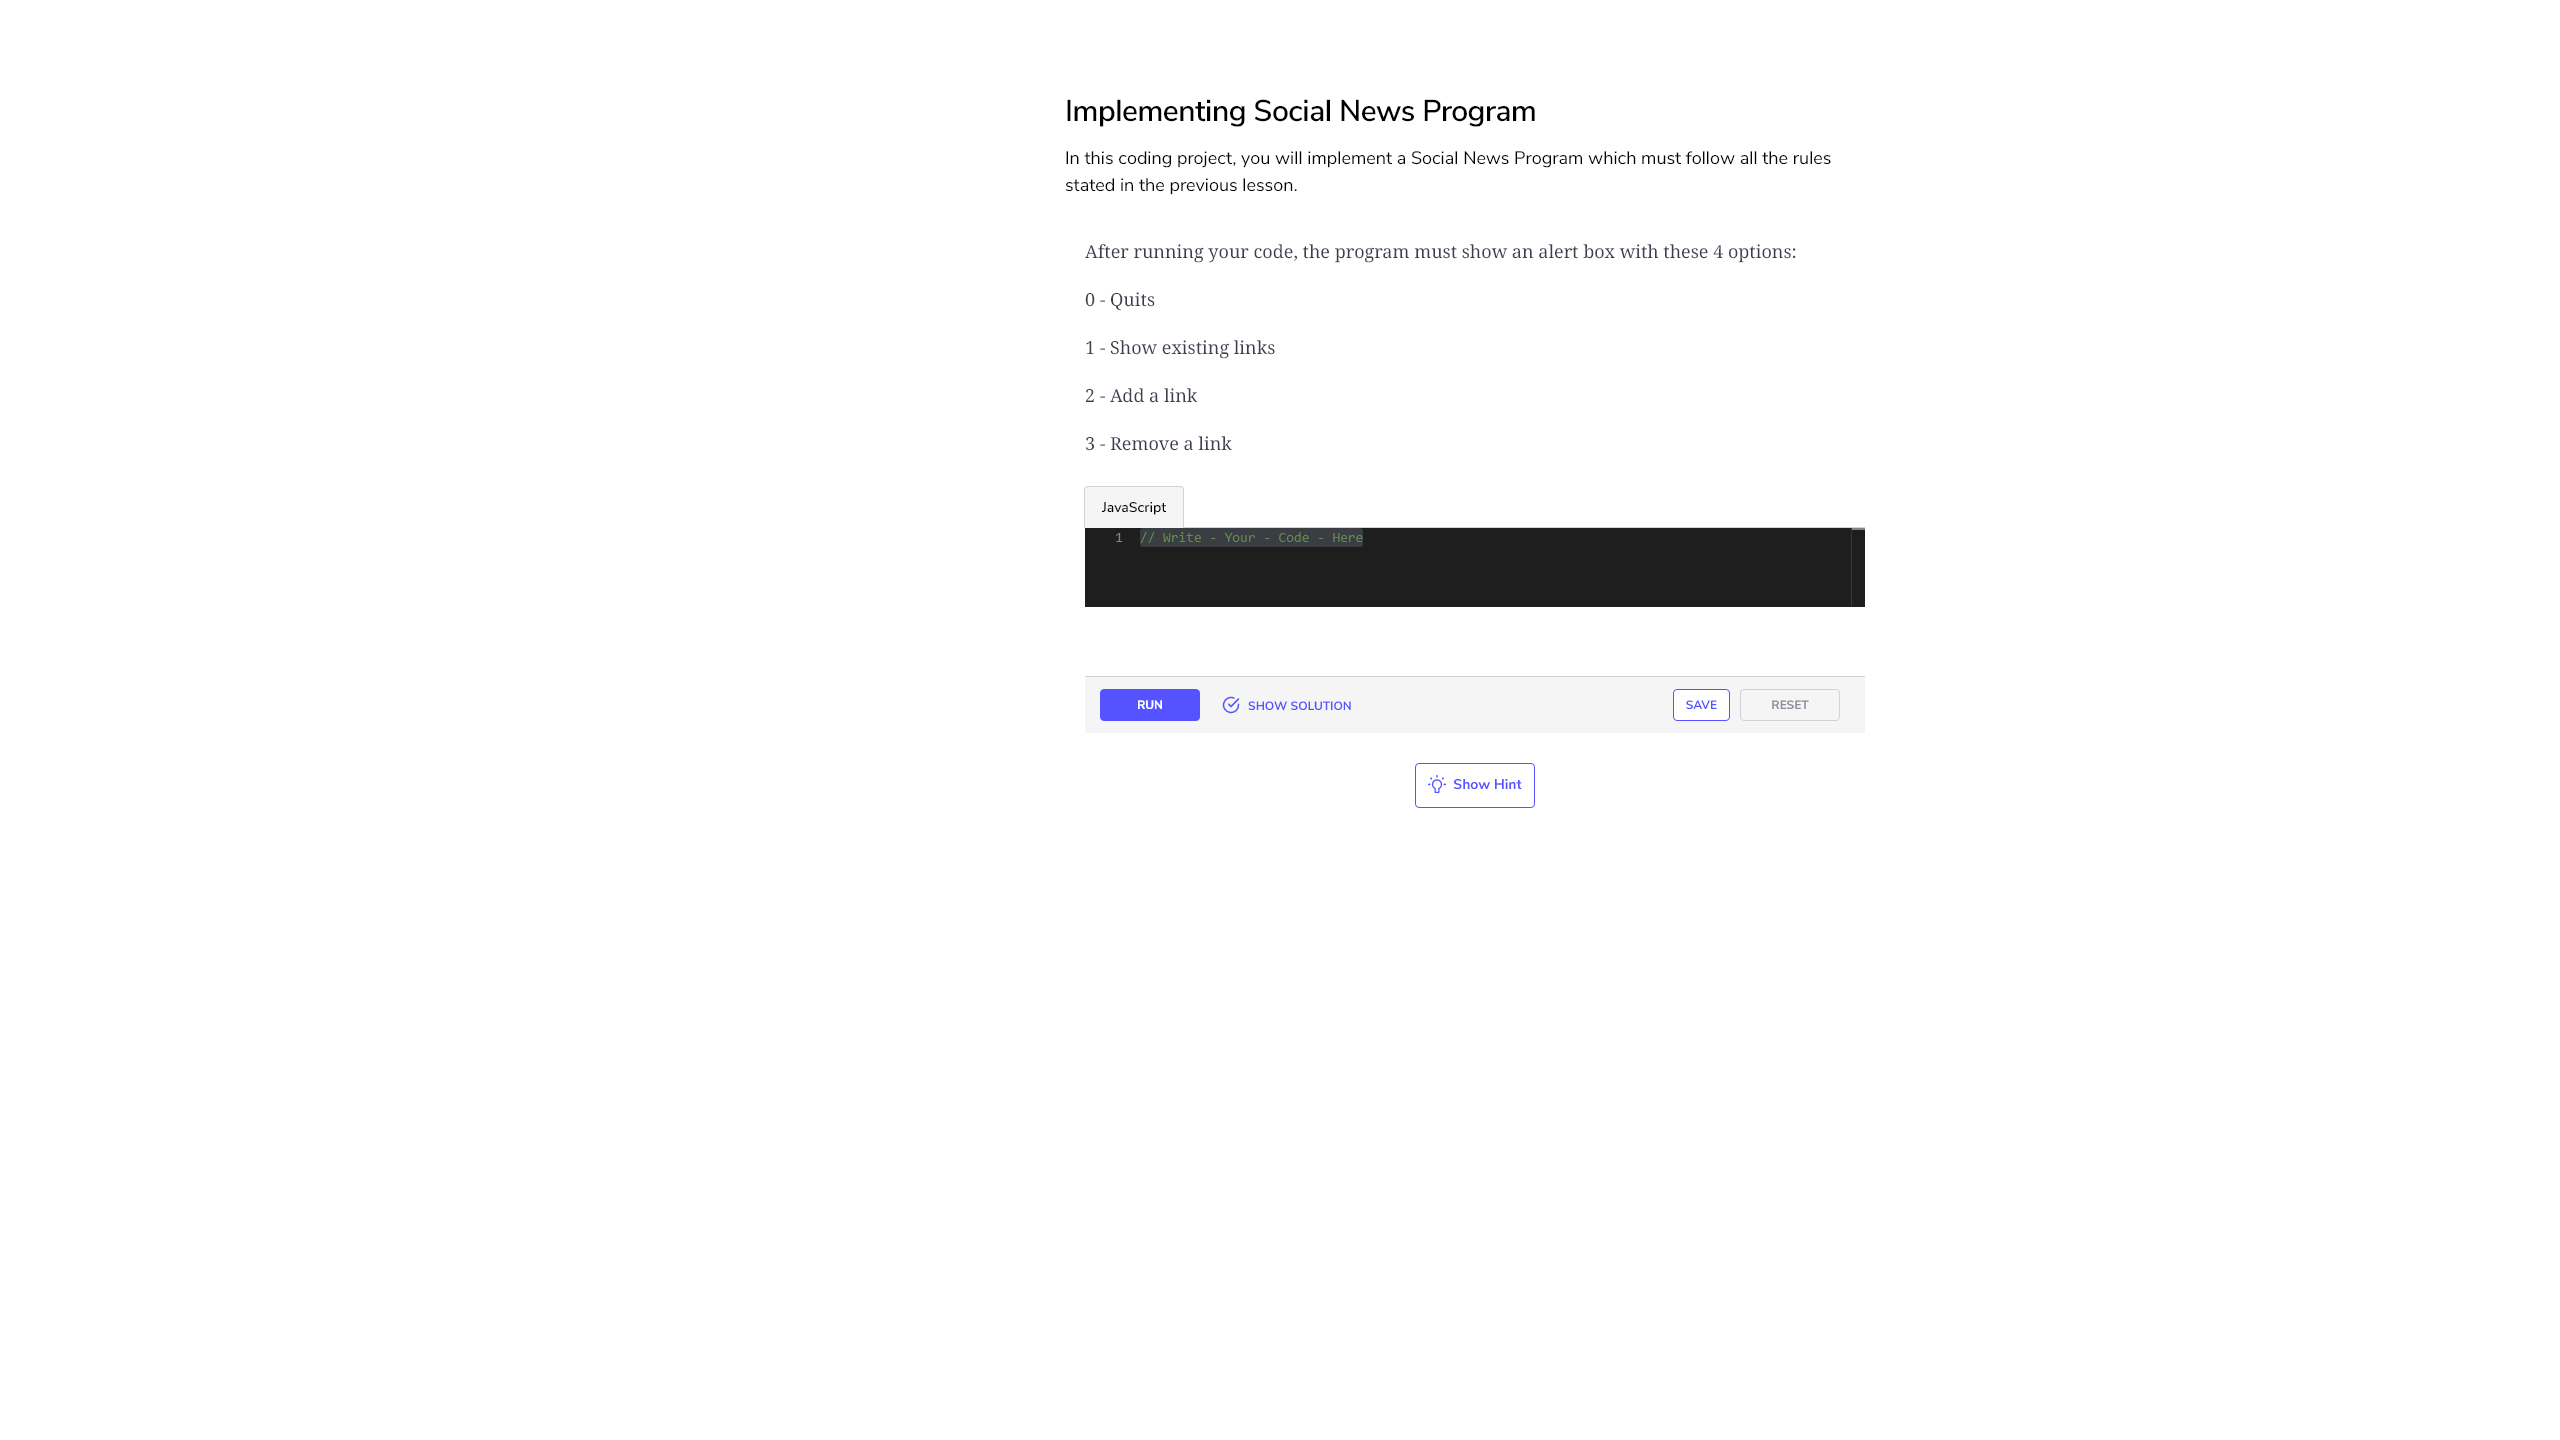 Implementing Social News Program
In this coding project, you will implement a Social News Program which must follow all the rules
stated in the previous lesson.
After running your code, the program must show an alert box with these 4 options:
0 - Quits
1 - Show existing links
2 - Add a link
3 - Remove a link
JavaScript
1 // Write - Your - Code - Here
RUN SHOW SOLUTION SAVE RESET
Show Hint